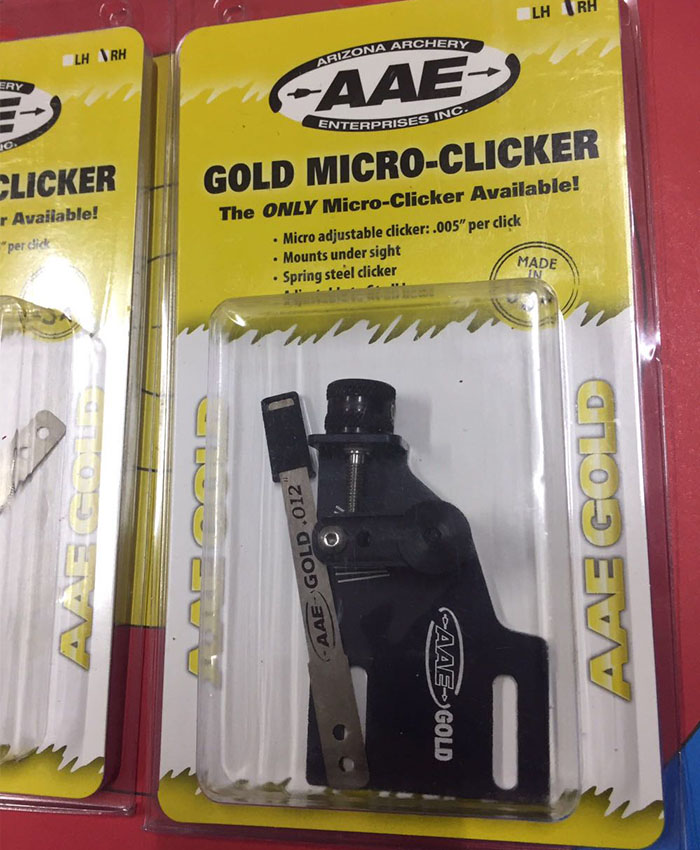 LH RH
ERY
E
NC.
CLICKER
r Available!
" per click
AAE GOLD
LH RH
ARIZONA ARCHERY
AAE
ENTERPRISES INC.
GOLD MICRO-CLICKER
The ONLY Micro-Clicker Available!
• Micro adjustable clicker: .005" per click
• Mounts under sight
• Spring steel clicker
MADE
IN
AAE GOLD .012"
AAE GOLD
AAE GOLD